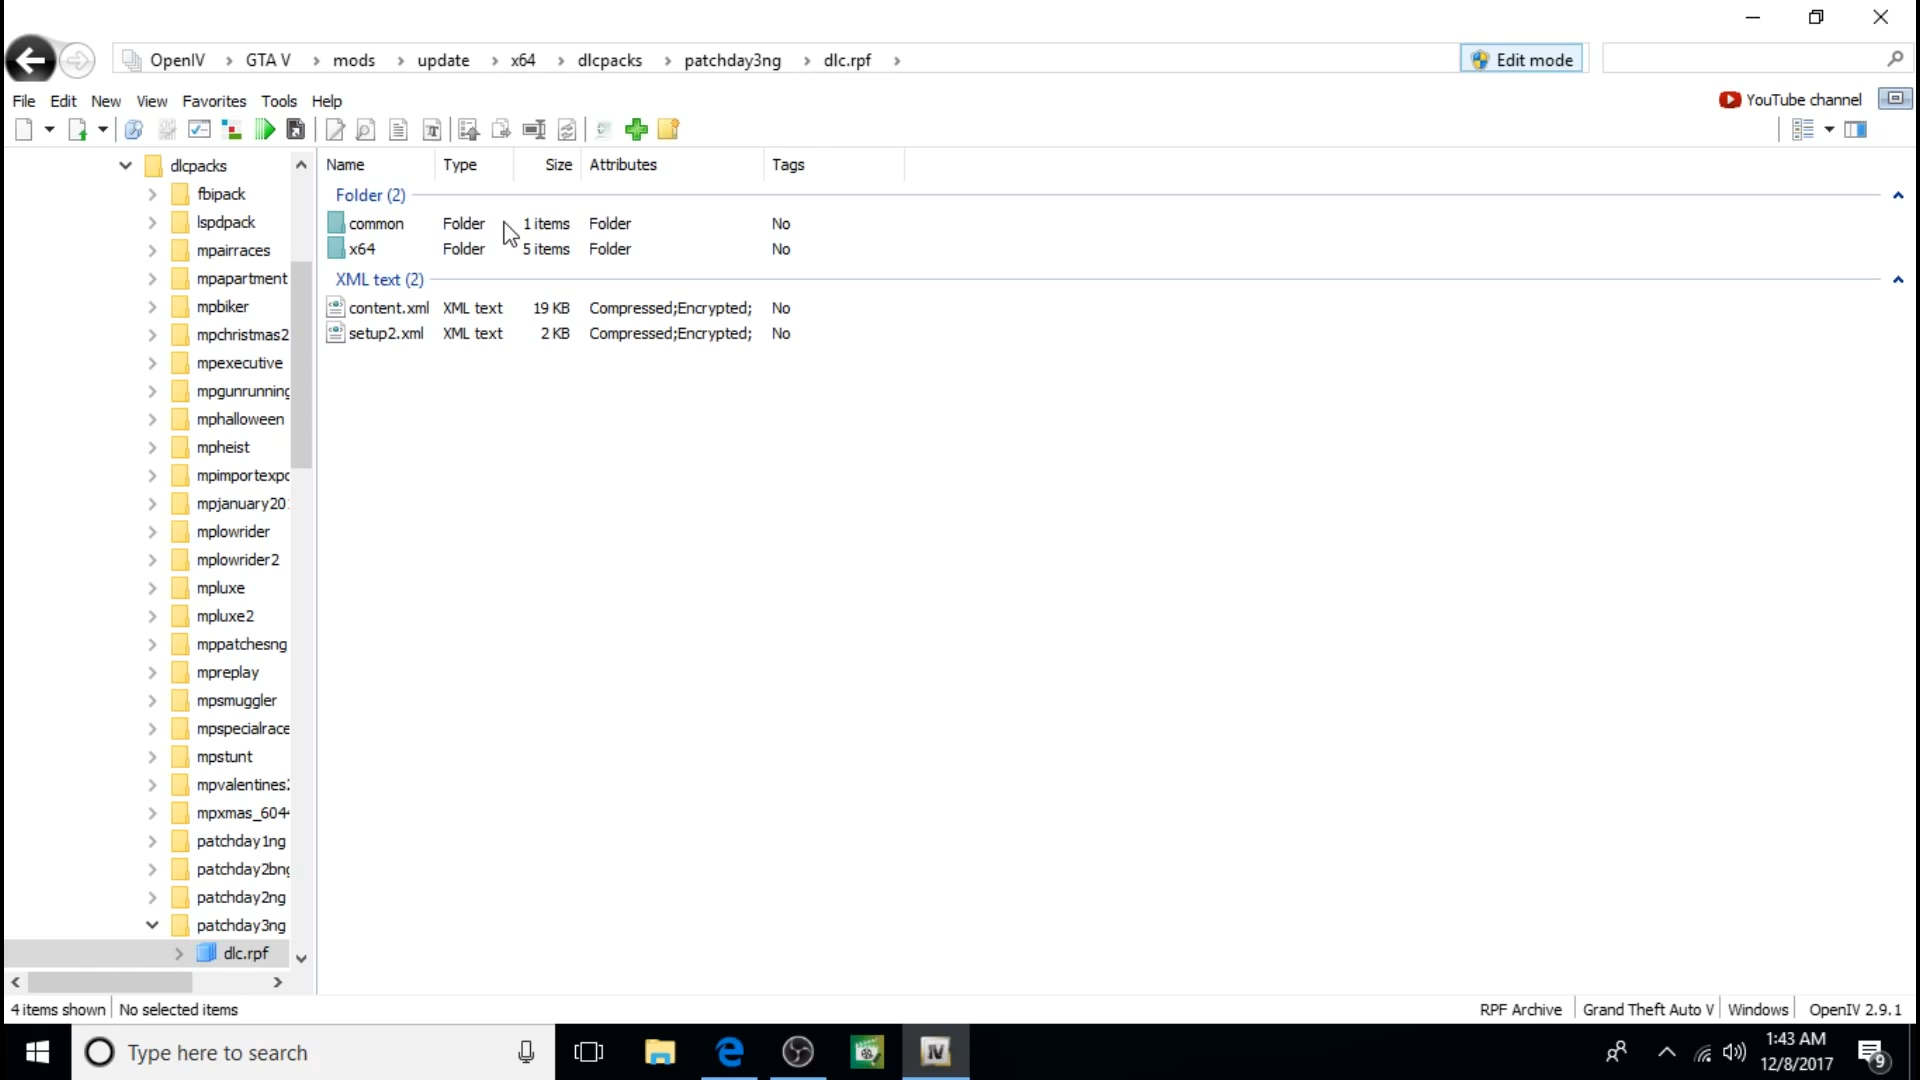 OpenIV > GTA V > mods > update > x64 > dlcpacks > patchday3ng > dlc.rpf >
Edit mode
File Edit New View Favorites Tools Help
YouTube channel
dlcpacks
fbipack
lspdpack
mpairraces
mpapartment
mpbiker
mpchristmas2
mpexecutive
mpgunrunning
mphalloween
mpheist
mpimportexpo
mpjanuary20
mplowrider
mplowrider2
mpluxe
mpluxe2
mppatchesng
mpreplay
mpsmuggler
mpspecialrace
mpstunt
mpvalentines
mpxmas_604
patchday1ng
patchday2bng
patchday2ng
patchday3ng
dlc.rpf
Name Type Size Attributes Tags
Folder (2)
common Folder 1 items Folder No
x64 Folder 5 items Folder No
XML text (2)
content.xml XML text 19 KB Compressed;Encrypted; No
setup2.xml XML text 2 KB Compressed;Encrypted; No
4 items shown No selected items
RPF Archive Grand Theft Auto V Windows OpenIV 2.9.1
Type here to search
IV
1:43 AM
12/8/2017
9